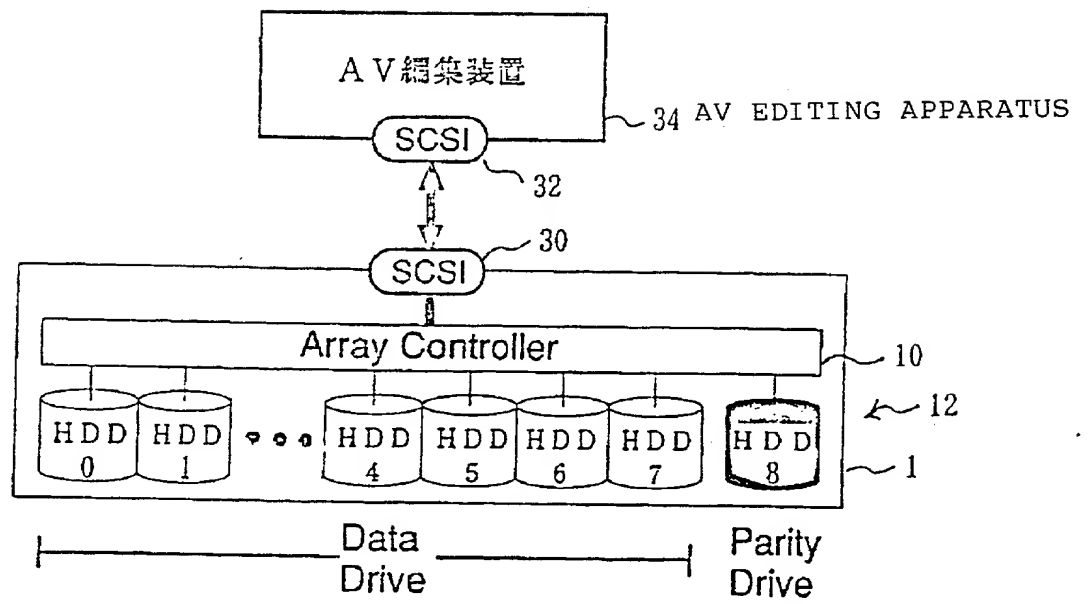 AV編集装置
34 AV EDITING APPARATUS
SCSI
32
30
SCSI
Array Controller
10
HDD 0
HDD 1
HDD 4
HDD 5
HDD 6
HDD 7
HDD 8
12
1
Data Drive
Parity Drive